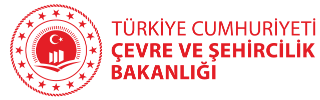 TÜRKİYE CUMHURİYETİ
ÇEVRE VE ŞEHİRCİLİK
BAKANLIĞI